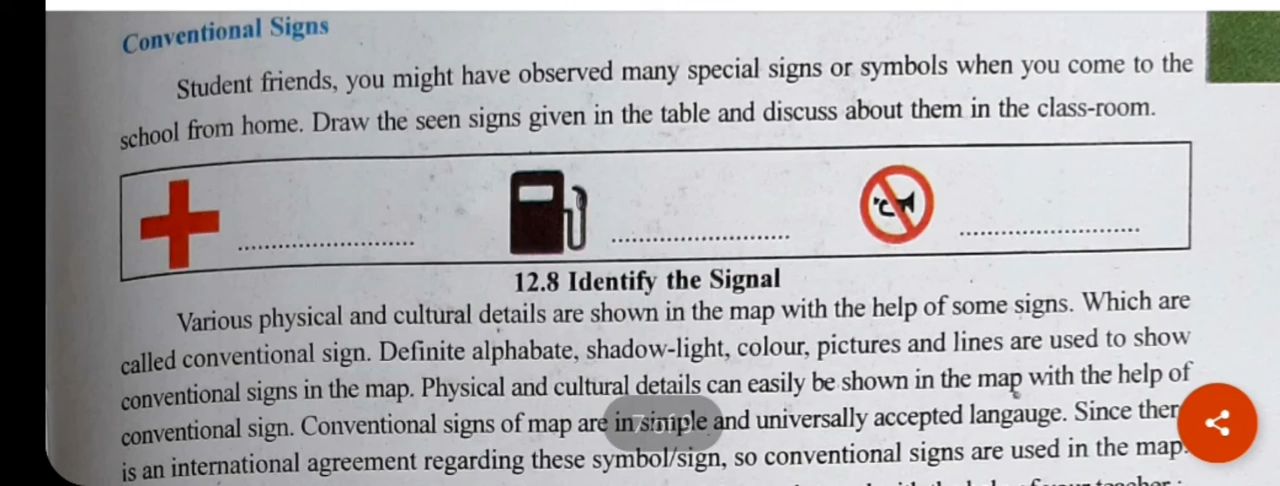 Conventional Signs
Student friends, you might have observed many special signs or symbols when you come to the
school from home. Draw the seen signs given in the table and discuss about them in the class-room.
12.8 Identify the Signal
Various physical and cultural details are shown in the map with the help of some signs. Which are
called conventional sign. Definite alphabate, shadow-light, colour, pictures and lines are used to show
conventional signs in the map. Physical and cultural details can easily be shown in the map with the help of
conventional sign. Conventional signs of map are in simple and universally accepted langauge. Since ther
is an international agreement regarding these symbol/sign, so conventional signs are used in the map.